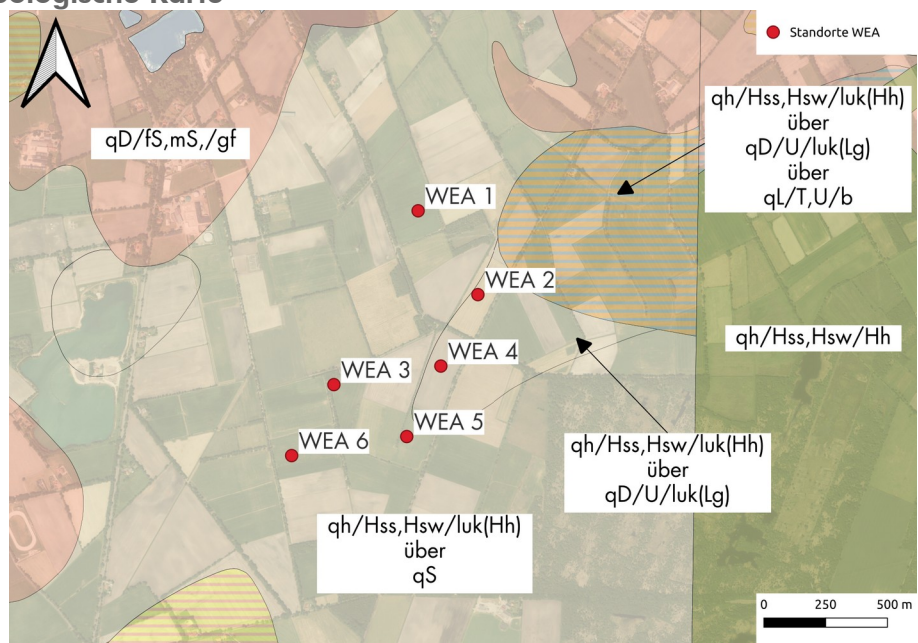 Standorte WEA
qh/Hss,Hsw/luk(Hh)
über
qD/U/luk(Lg)
über
qL/T,U/b
qD/fS,mS,/gf
WEA 1
WEA 2
qh/Hss,Hsw/Hh
WEA 4
WEA 3
WEA 5
WEA 6
qh/Hss,Hsw/luk(Hh)
über
qD/U/luk(Lg)
qh/Hss,Hsw/luk(Hh)
über
qS
0 250 500 m